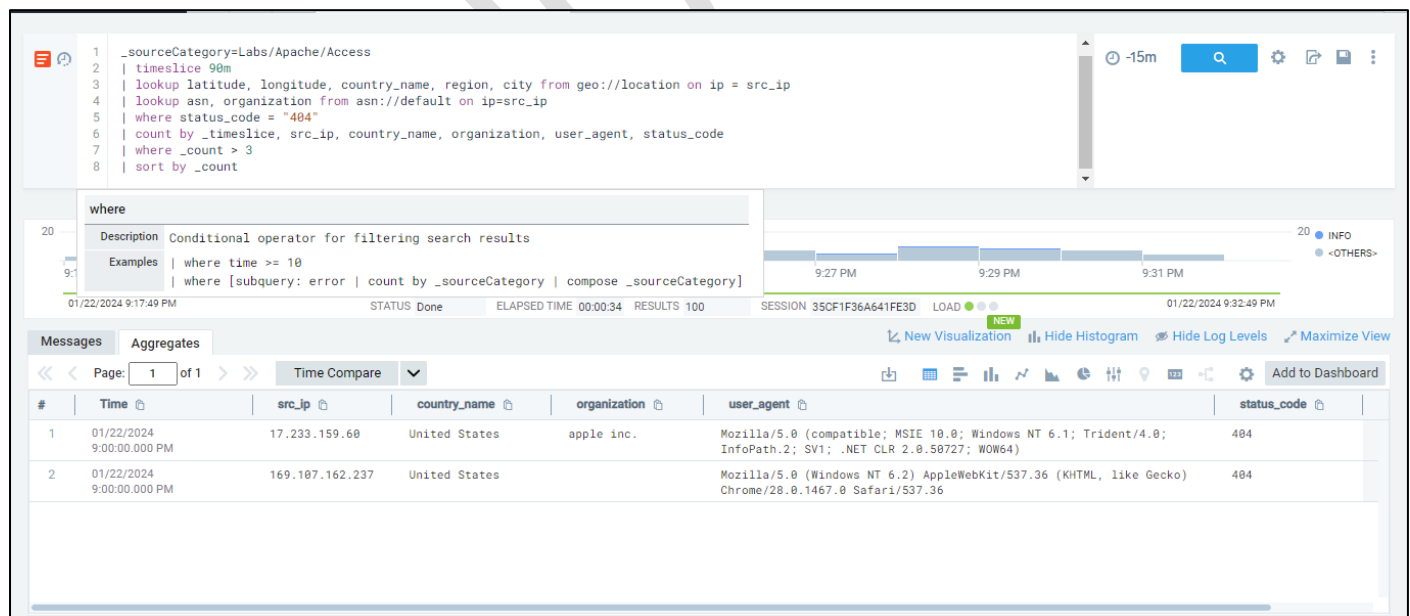 1 _sourceCategory=Labs/Apache/Access
2 | timeslice 90m
3 | lookup latitude, longitude, country_name, region, city from geo://location on ip = src_ip
4 | lookup asn, organization from asn://default on ip=src_ip
5 | where status_code = "404"
6 | count by _timeslice, src_ip, country_name, organization, user_agent, status_code
7 | where _count > 3
8 | sort by _count
-15m
where
Description Conditional operator for filtering search results
Examples | where time >= 10
| where [subquery: error | count by _sourceCategory | compose _sourceCategory]
20
20
INFO
<OTHERS>
9:1
9:27 PM
9:29 PM
9:31 PM
01/22/2024 9:17:49 PM
STATUS Done ELAPSED TIME 00:00:34 RESULTS 100 SESSION 35CF1F36A641FE3D LOAD
01/22/2024 9:32:49 PM
NEW
Messages Aggregates
New Visualization Hide Histogram Hide Log Levels Maximize View
Page: 1 of 1 Time Compare
123
Add to Dashboard
# Time src_ip country_name organization user_agent status_code
1 01/22/2024 17.233.159.60 United States apple inc. Mozilla/5.0 (compatible; MSIE 10.0; Windows NT 6.1; Trident/4.0; 404
9:00:00.000 PM InfoPath.2; SV1; .NET CLR 2.0.50727; WOW64)
2 01/22/2024 169.107.162.237 United States Mozilla/5.0 (Windows NT 6.2) AppleWebKit/537.36 (KHTML, like Gecko) 404
9:00:00.000 PM Chrome/28.0.1467.0 Safari/537.36